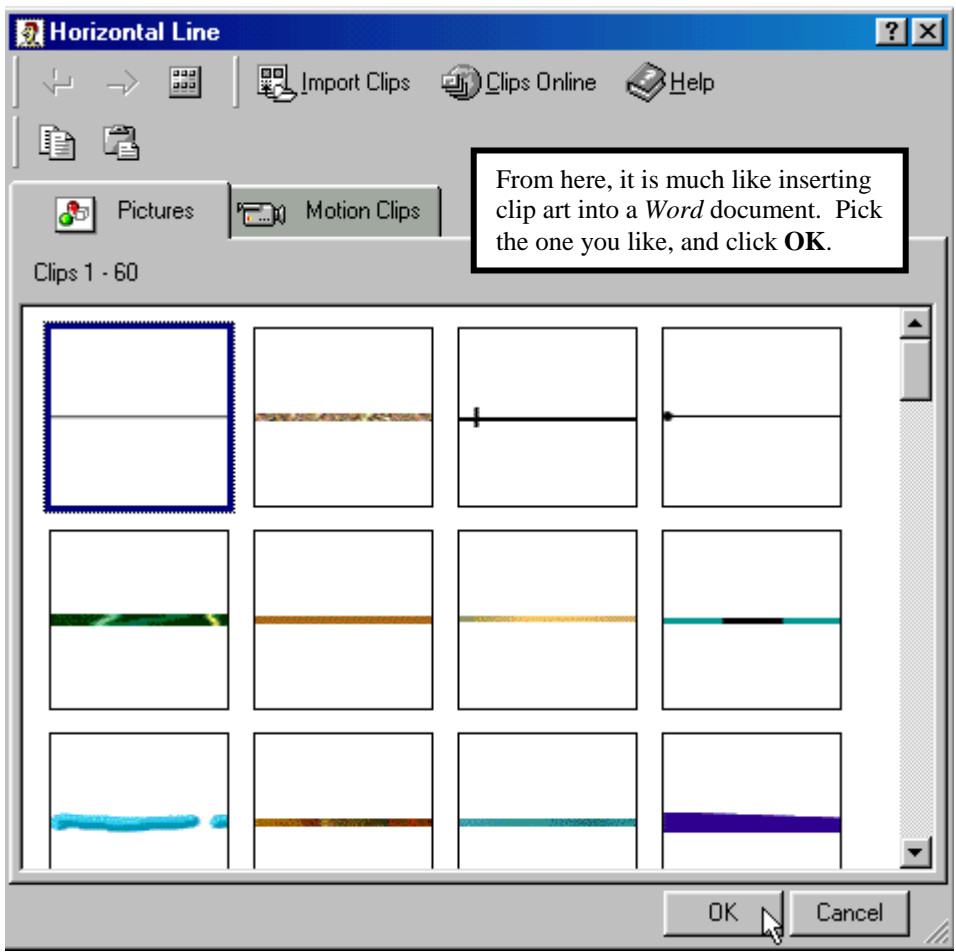 Horizontal Line
Import Clips Clips Online Help
From here, it is much like inserting
clip art into a Word document. Pick
the one you like, and click OK.
Pictures Motion Clips
Clips 1 - 60
OK Cancel